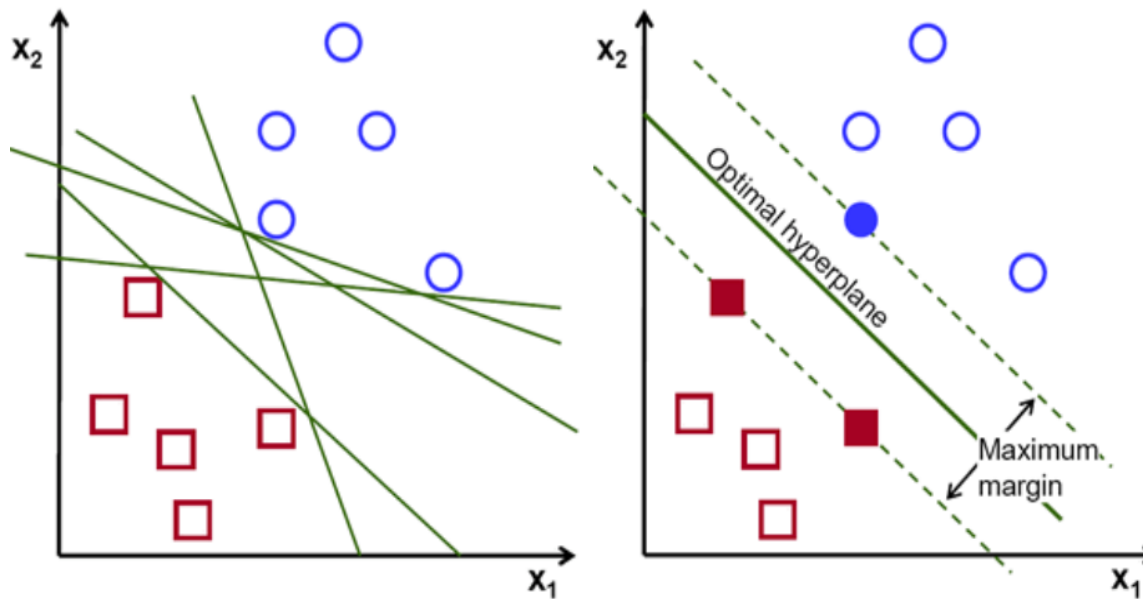 x₂
x₁
x₂
Optimal hyperplane
Maximum
margin
x₁